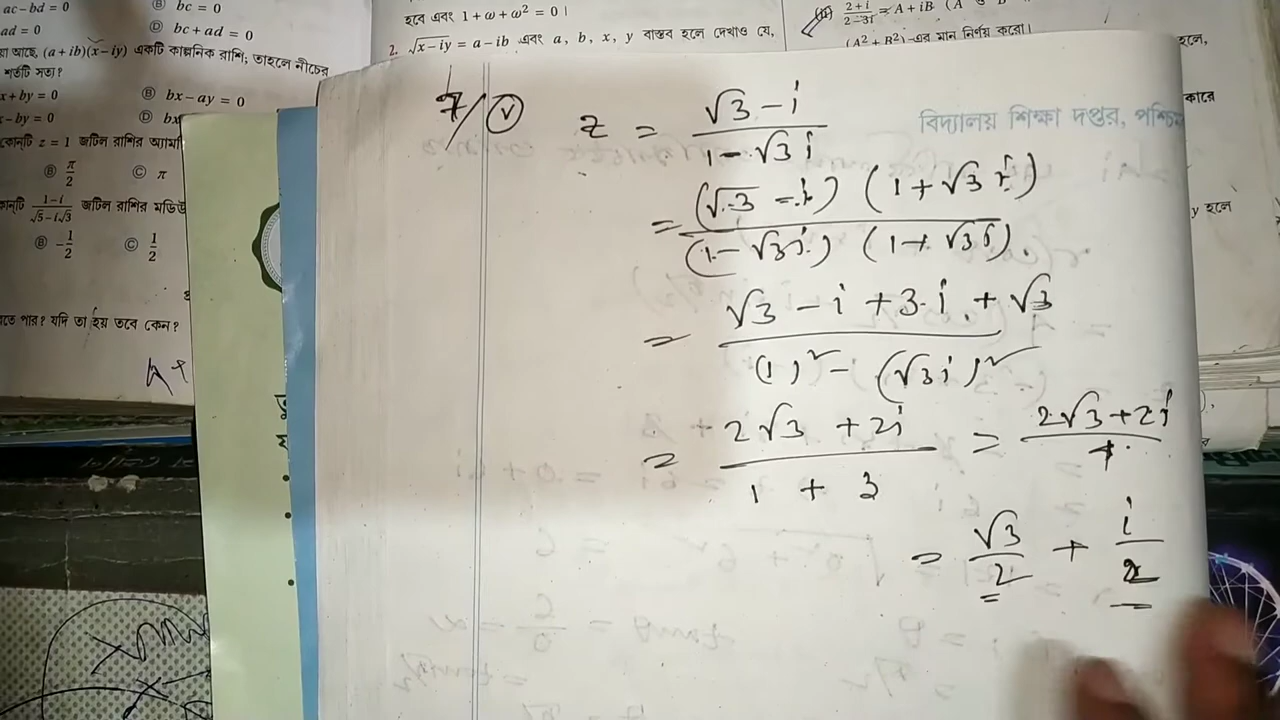 ac - bd = 0
Ⓑ bc = 0
ad = 0
Ⓓ bc + ad = 0
আছে, (a + ib)(x - iy) একটি কাল্পনিক রাশি; তাহলে নীচের
শর্তটি সত্য?
x + by = 0
Ⓑ bx - ay = 0
- by = 0
Ⓓ bx
কোনটি z = 1 জটিল রাশির
Ⓑ π/2
Ⓒ π
(1-i)/(√5-i√3) জটিল রাশির
Ⓑ -1/2
Ⓒ 1/2
পার? যদি তা হয় তবে কেন?
হবে এবং 1 + ω + ω² = 0।
2. √(x-iy) = a - ib এবং a, b, x, y বাস্তব হলে দেখাও যে,
(2+i)/(2-3i) = A + iB
(A² + B²)-এর মান নির্ণয় করো।
হলে,
কারে
y হলে
বিদ্যালয় শিক্ষা দপ্তর,
7/ⓥ z = (√3 - i)/(1 - √3 i)
= (√3 - i) (1 + √3 i)/(1 - √3 i) (1 + √3 i).
= (√3 - i + 3i + √3)/((1)² - (√3 i)²)
= (2√3 + 2i)/(1 + 3) = (2√3 + 2i)/4
= √3/2 + i/2